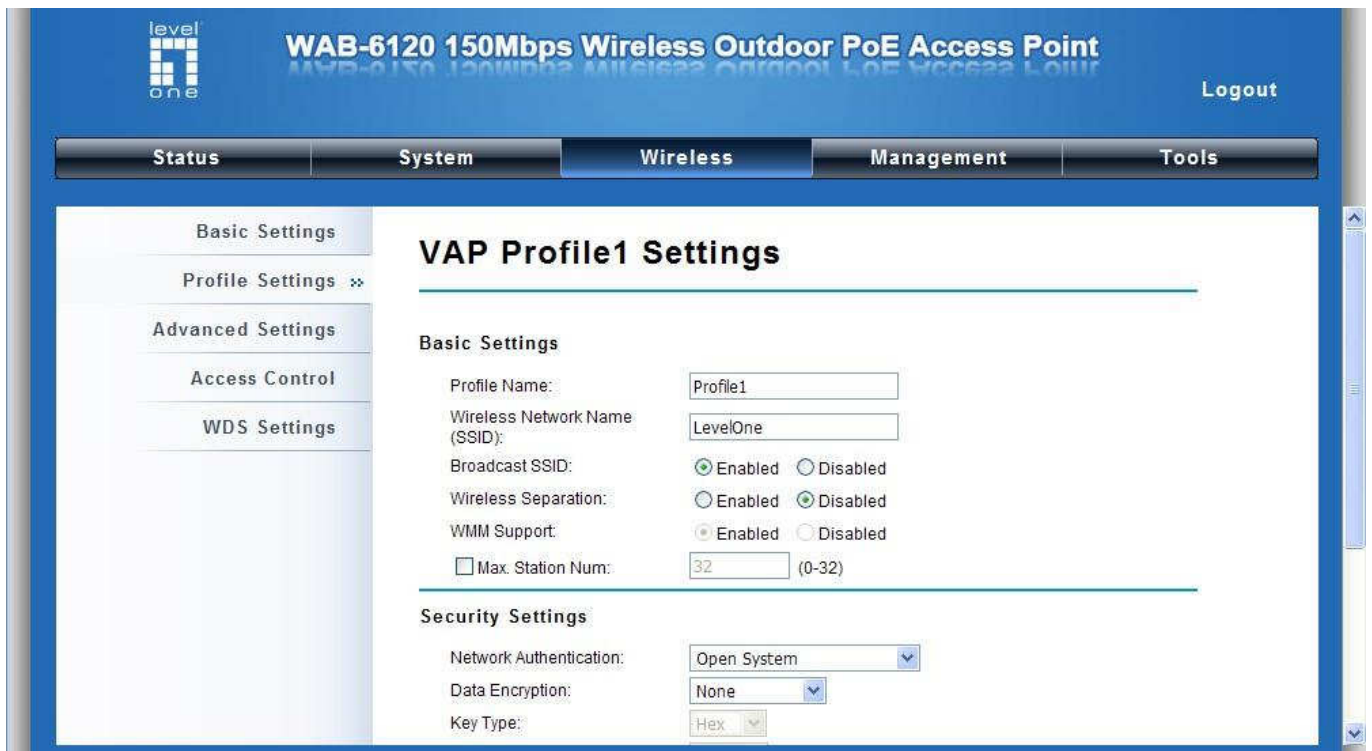 level
one
WAB-6120 150Mbps Wireless Outdoor PoE Access Point
Logout
Status System Wireless Management Tools
Basic Settings
Profile Settings »
Advanced Settings
Access Control
WDS Settings
VAP Profile1 Settings
Basic Settings
Profile Name: Profile1
Wireless Network Name
(SSID): LevelOne
Broadcast SSID: Enabled Disabled
Wireless Separation: Enabled Disabled
WMM Support: Enabled Disabled
Max. Station Num: 32 (0-32)
Security Settings
Network Authentication: Open System
Data Encryption: None
Key Type: Hex